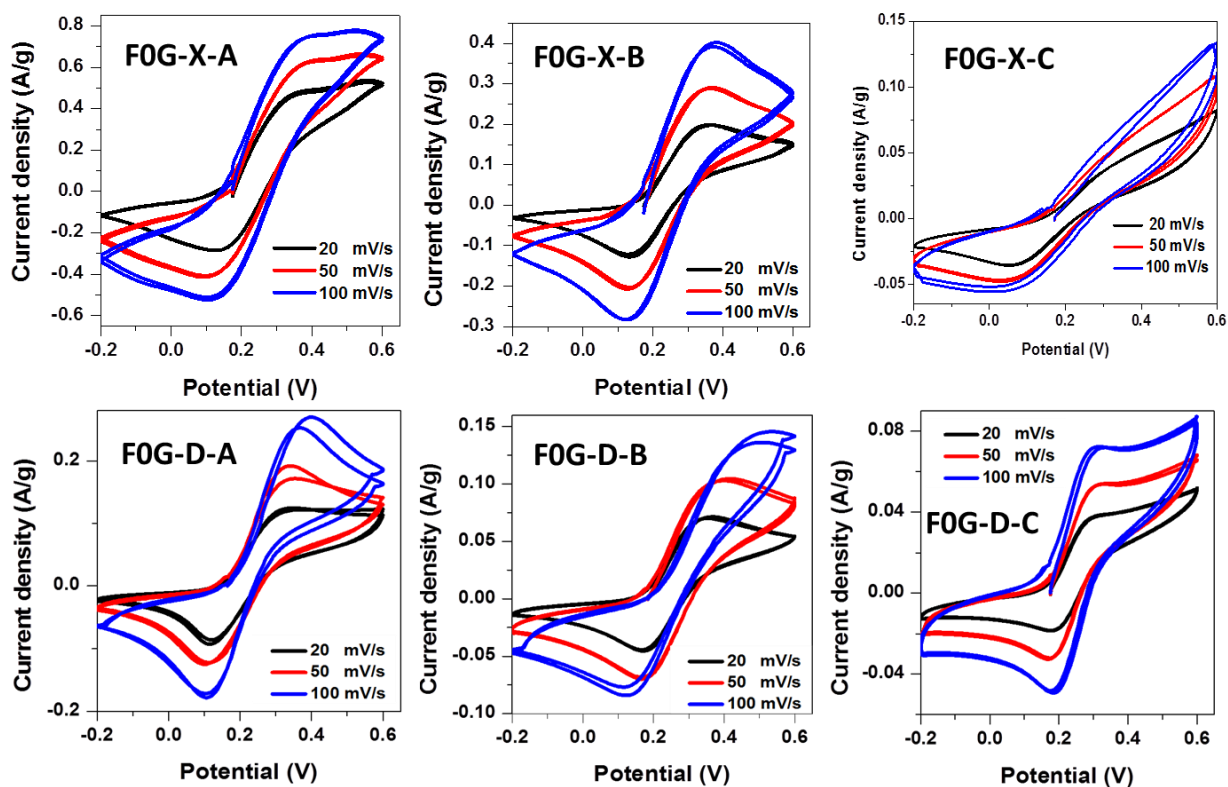 F0G-X-A
Current density (A/g)
0.8
0.6
0.4
0.2
0.0
-0.2
-0.4
-0.6
20 mV/s
50 mV/s
100 mV/s
-0.2 0.0 0.2 0.4 0.6
Potential (V)
F0G-X-B
Current density (A/g)
0.4
0.3
0.2
0.1
0.0
-0.1
-0.2
-0.3
20 mV/s
50 mV/s
100 mV/s
-0.2 0.0 0.2 0.4 0.6
Potential (V)
F0G-X-C
Current density (A/g)
0.15
0.10
0.05
0.00
-0.05
20 mV/s
50 mV/s
100 mV/s
-0.2 0.0 0.2 0.4 0.6
Potential (V)
F0G-D-A
Current density (A/g)
0.2
0.0
-0.2
20 mV/s
50 mV/s
100 mV/s
-0.2 0.0 0.2 0.4 0.6
Potential (V)
F0G-D-B
Current density (A/g)
0.15
0.10
0.05
0.00
-0.05
-0.10
20 mV/s
50 mV/s
100 mV/s
-0.2 0.0 0.2 0.4 0.6
Potential (V)
20 mV/s
50 mV/s
100 mV/s
F0G-D-C
Current density (A/g)
0.08
0.04
0.00
-0.04
-0.2 0.0 0.2 0.4 0.6
Potential (V)